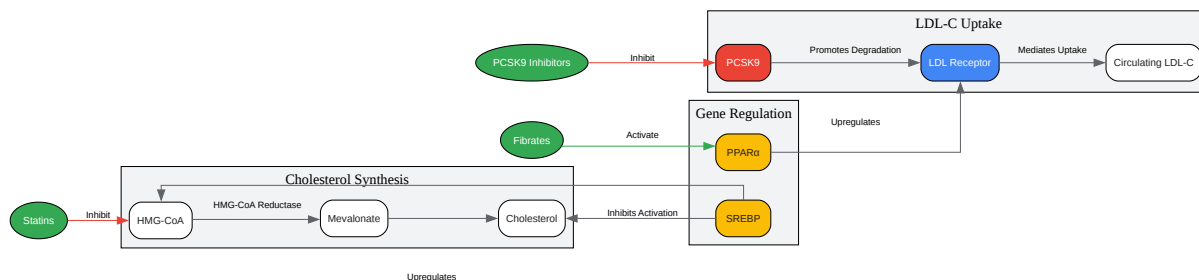 LDL-C Uptake
PCSK9 Inhibitors
Inhibit
PCSK9
Promotes Degradation
LDL Receptor
Mediates Uptake
Circulating LDL-C
Gene Regulation
Fibrates
Activate
PPARα
Upregulates
Cholesterol Synthesis
Statins
Inhibit
HMG-CoA
HMG-CoA Reductase
Mevalonate
Cholesterol
Inhibits Activation
SREBP
Upregulates